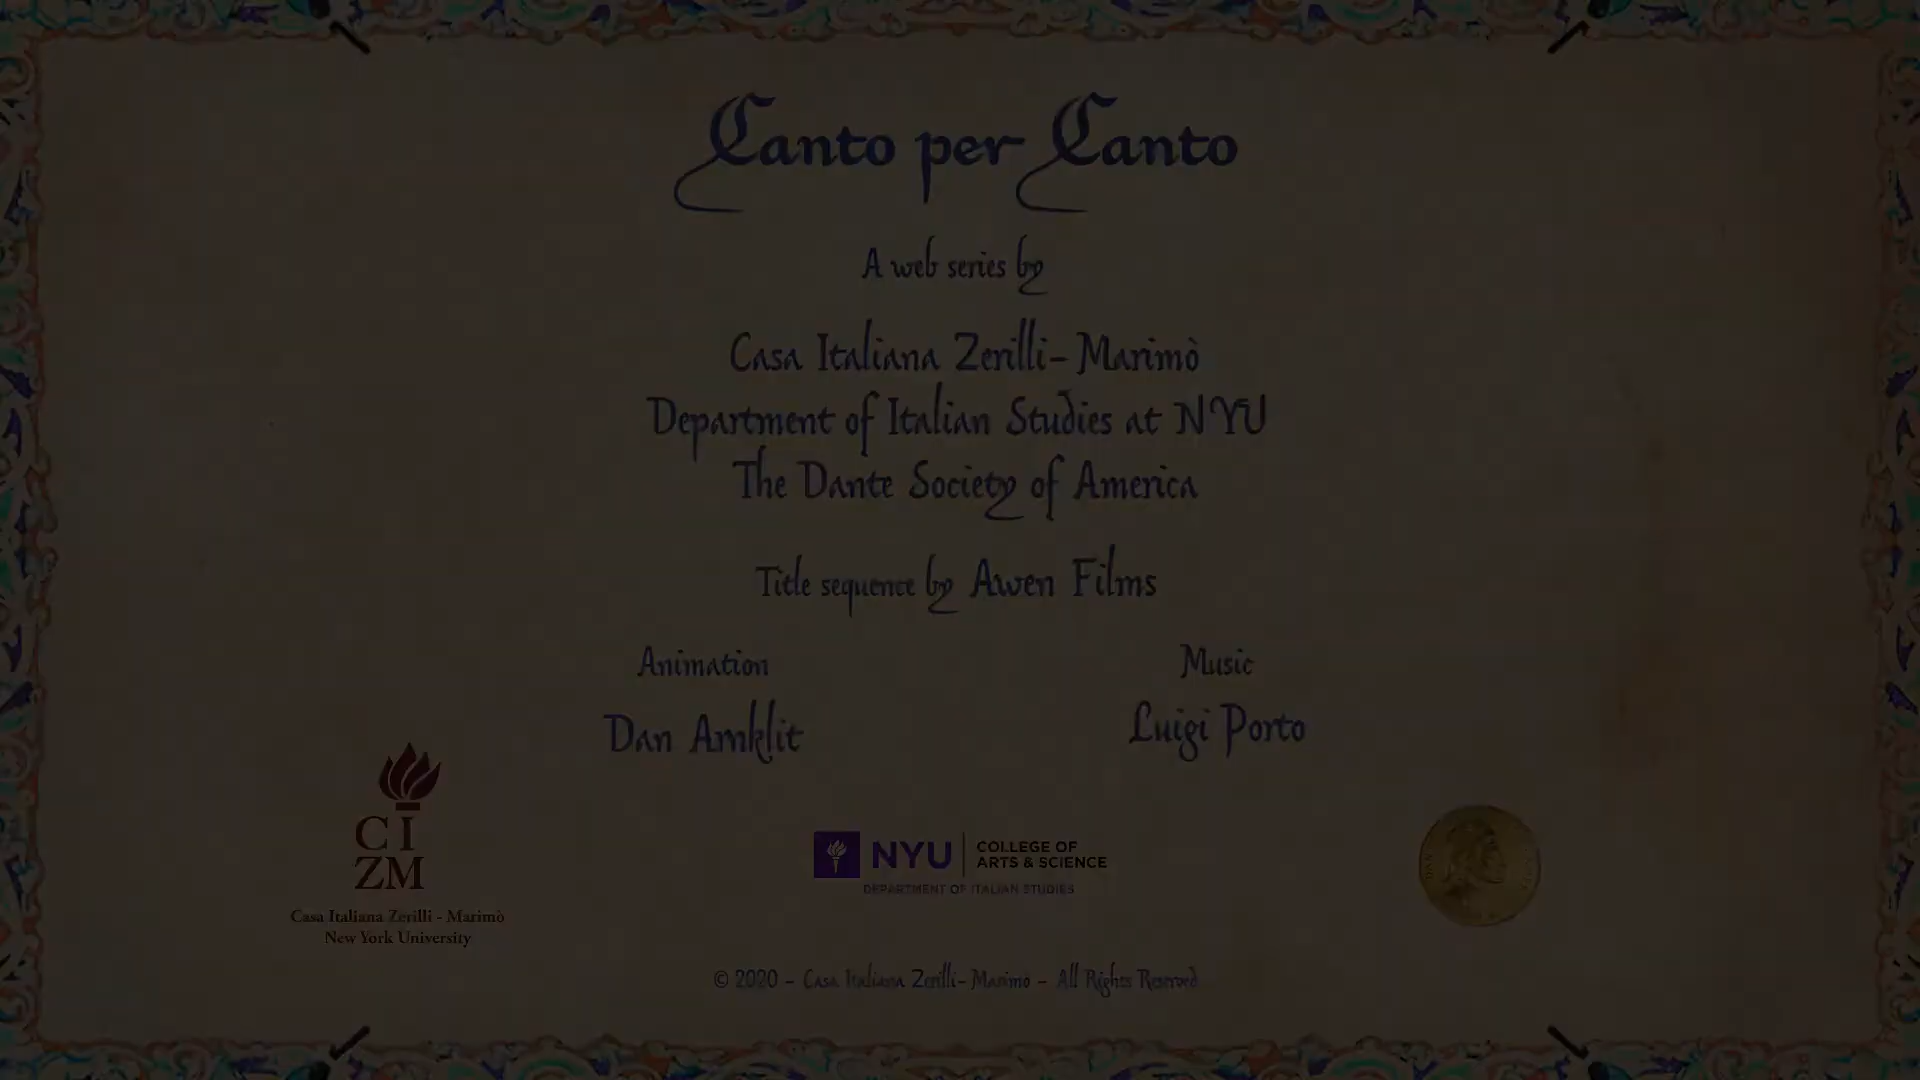 Canto per Canto
A web series by
Casa Italiana Zerilli-Marimò
Department of Italian Studies at NYU
The Dante Society of America
Title sequence by Awen Films
Animation
Music
Dan Amklit
Luigi Porto
C I
ZM
Casa Italiana Zerilli - Marimò
New York University
NYU
COLLEGE OF
ARTS & SCIENCE
DEPARTMENT OF ITALIAN STUDIES
© 2020 - Casa Italiana Zerilli-Marimò - All Rights Reserved